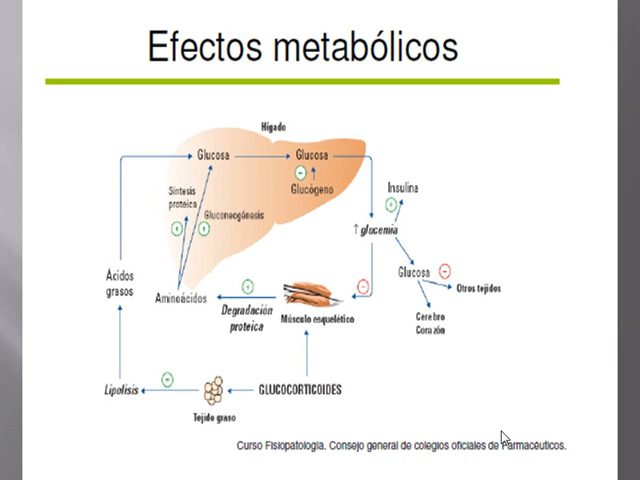 Efectos metabólicos
Hígado
Glucosa
Glucosa
Glucógeno
Insulina
Síntesis
proteica
Gluconeogénesis
↑ glucemia
Ácidos
grasos
Aminoácidos
Degradación
proteica
Músculo esquelético
Glucosa
Otros tejidos
Cerebro
Corazón
Lipolisis
GLUCOCORTICOIDES
Tejido graso
Curso Fisiopatología. Consejo general de colegios oficiales de Farmacéuticos.